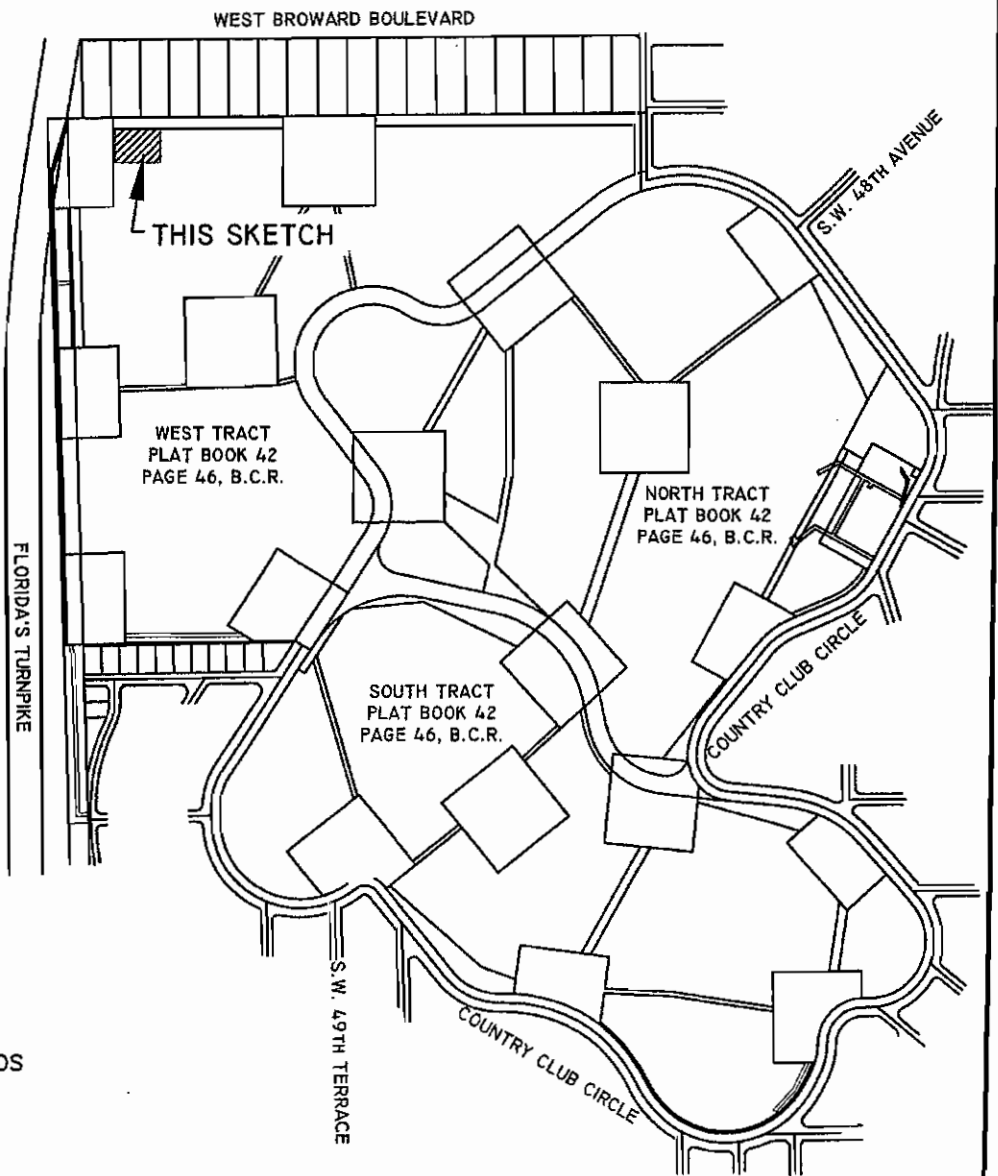 WEST BROWARD BOULEVARD
S.W. 48TH AVENUE
THIS SKETCH
WEST TRACT
PLAT BOOK 42
PAGE 46, B.C.R.
NORTH TRACT
PLAT BOOK 42
PAGE 46, B.C.R.
FLORIDA'S TURNPIKE
COUNTRY CLUB CIRCLE
SOUTH TRACT
PLAT BOOK 42
PAGE 46, B.C.R.
S.W. 49TH TERRACE
COUNTRY CLUB CIRCLE
DS